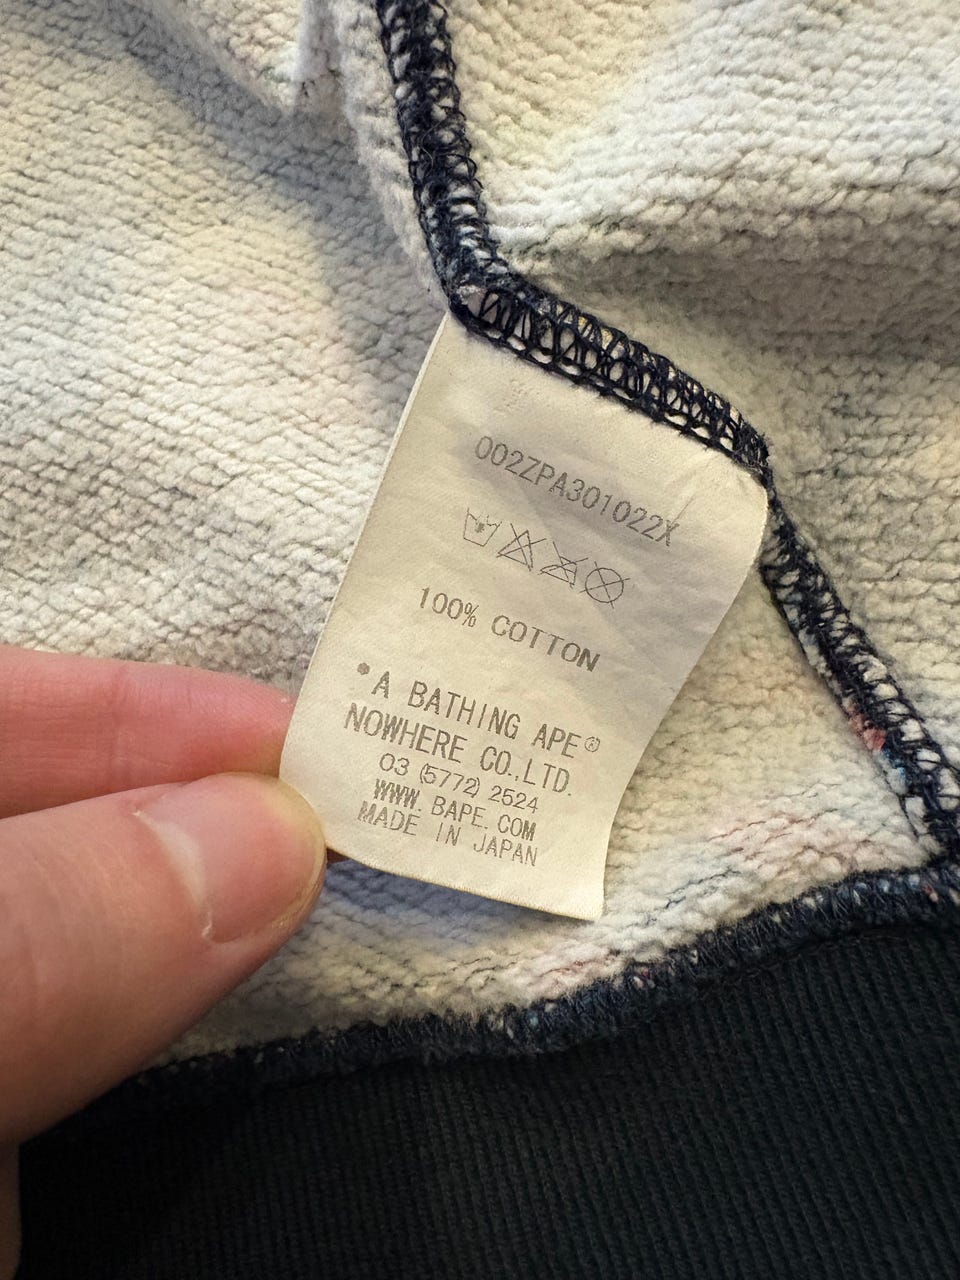 002ZPA301022X
100% COTTON
*A BATHING APE®
NOWHERE CO.,LTD.
03 (5772) 2524
WWW. BAPE. COM
MADE IN JAPAN